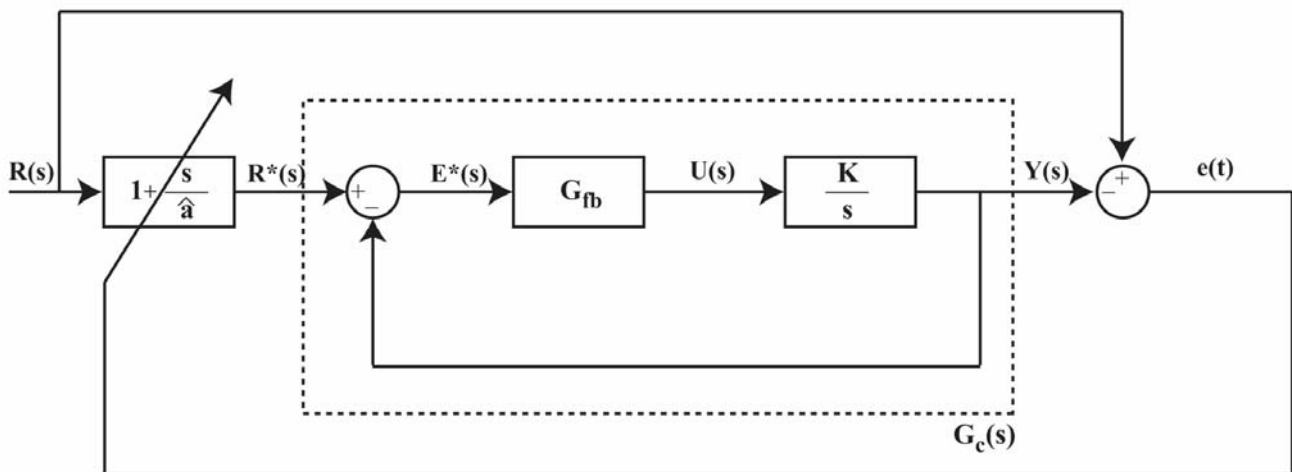 R(s)
1+ s/â
R*(s)
+
−
E*(s)
G_fb
U(s)
K/s
Y(s)
+
−
e(t)
G_c(s)